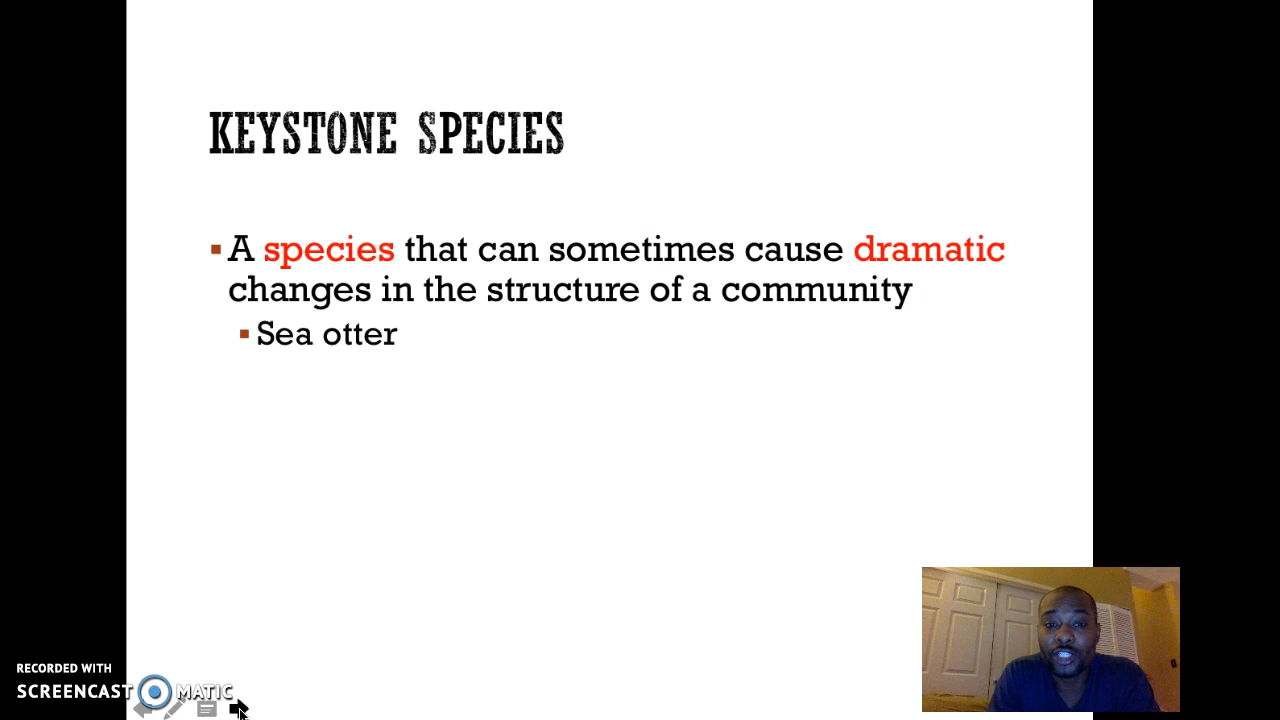 KEYSTONE SPECIES
A species that can sometimes cause dramatic
changes in the structure of a community
Sea otter
RECORDED WITH
SCREENCAST MATIC